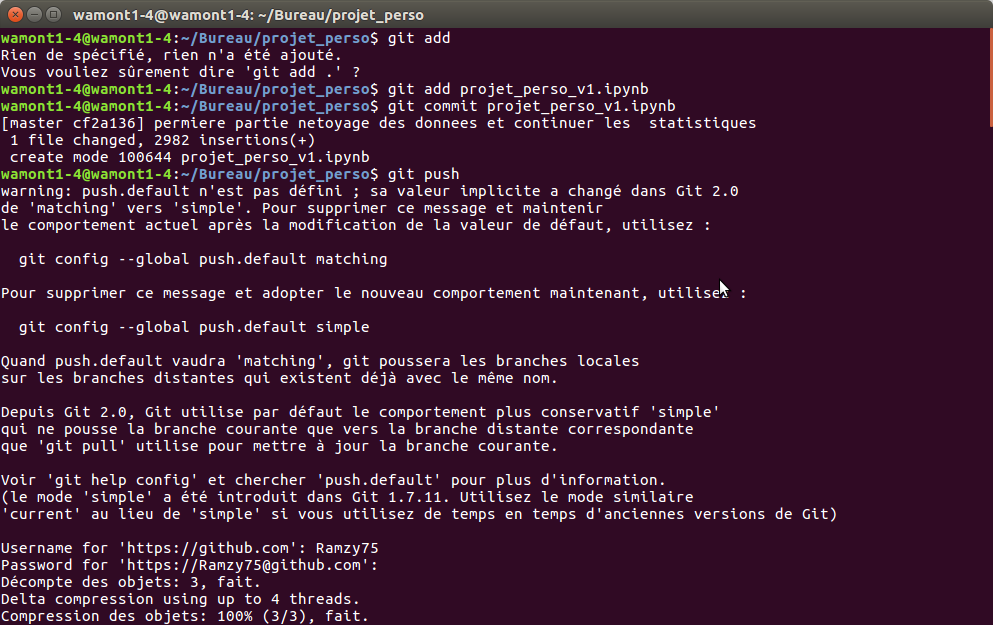 wamont1-4@wamont1-4: ~/Bureau/projet_perso
wamont1-4@wamont1-4:~/Bureau/projet_perso$ git add
Rien de spécifié, rien n'a été ajouté.
Vous vouliez sûrement dire 'git add .' ?
wamont1-4@wamont1-4:~/Bureau/projet_perso$ git add projet_perso_v1.ipynb
wamont1-4@wamont1-4:~/Bureau/projet_perso$ git commit projet_perso_v1.ipynb
[master cf2a136] permiere partie netoyage des donnees et continuer les  statistiques
 1 file changed, 2982 insertions(+)
 create mode 100644 projet_perso_v1.ipynb
wamont1-4@wamont1-4:~/Bureau/projet_perso$ git push
warning: push.default n'est pas défini ; sa valeur implicite a changé dans Git 2.0
de 'matching' vers 'simple'. Pour supprimer ce message et maintenir
le comportement actuel après la modification de la valeur de défaut, utilisez :

  git config --global push.default matching

Pour supprimer ce message et adopter le nouveau comportement maintenant, utilisez :

  git config --global push.default simple

Quand push.default vaudra 'matching', git poussera les branches locales
sur les branches distantes qui existent déjà avec le même nom.

Depuis Git 2.0, Git utilise par défaut le comportement plus conservatif 'simple'
qui ne pousse la branche courante que vers la branche distante correspondante
que 'git pull' utilise pour mettre à jour la branche courante.

Voir 'git help config' et chercher 'push.default' pour plus d'information.
(le mode 'simple' a été introduit dans Git 1.7.11. Utilisez le mode similaire
'current' au lieu de 'simple' si vous utilisez de temps en temps d'anciennes versions de Git)

Username for 'https://github.com': Ramzy75
Password for 'https://Ramzy75@github.com':
Décompte des objets: 3, fait.
Delta compression using up to 4 threads.
Compression des objets: 100% (3/3), fait.